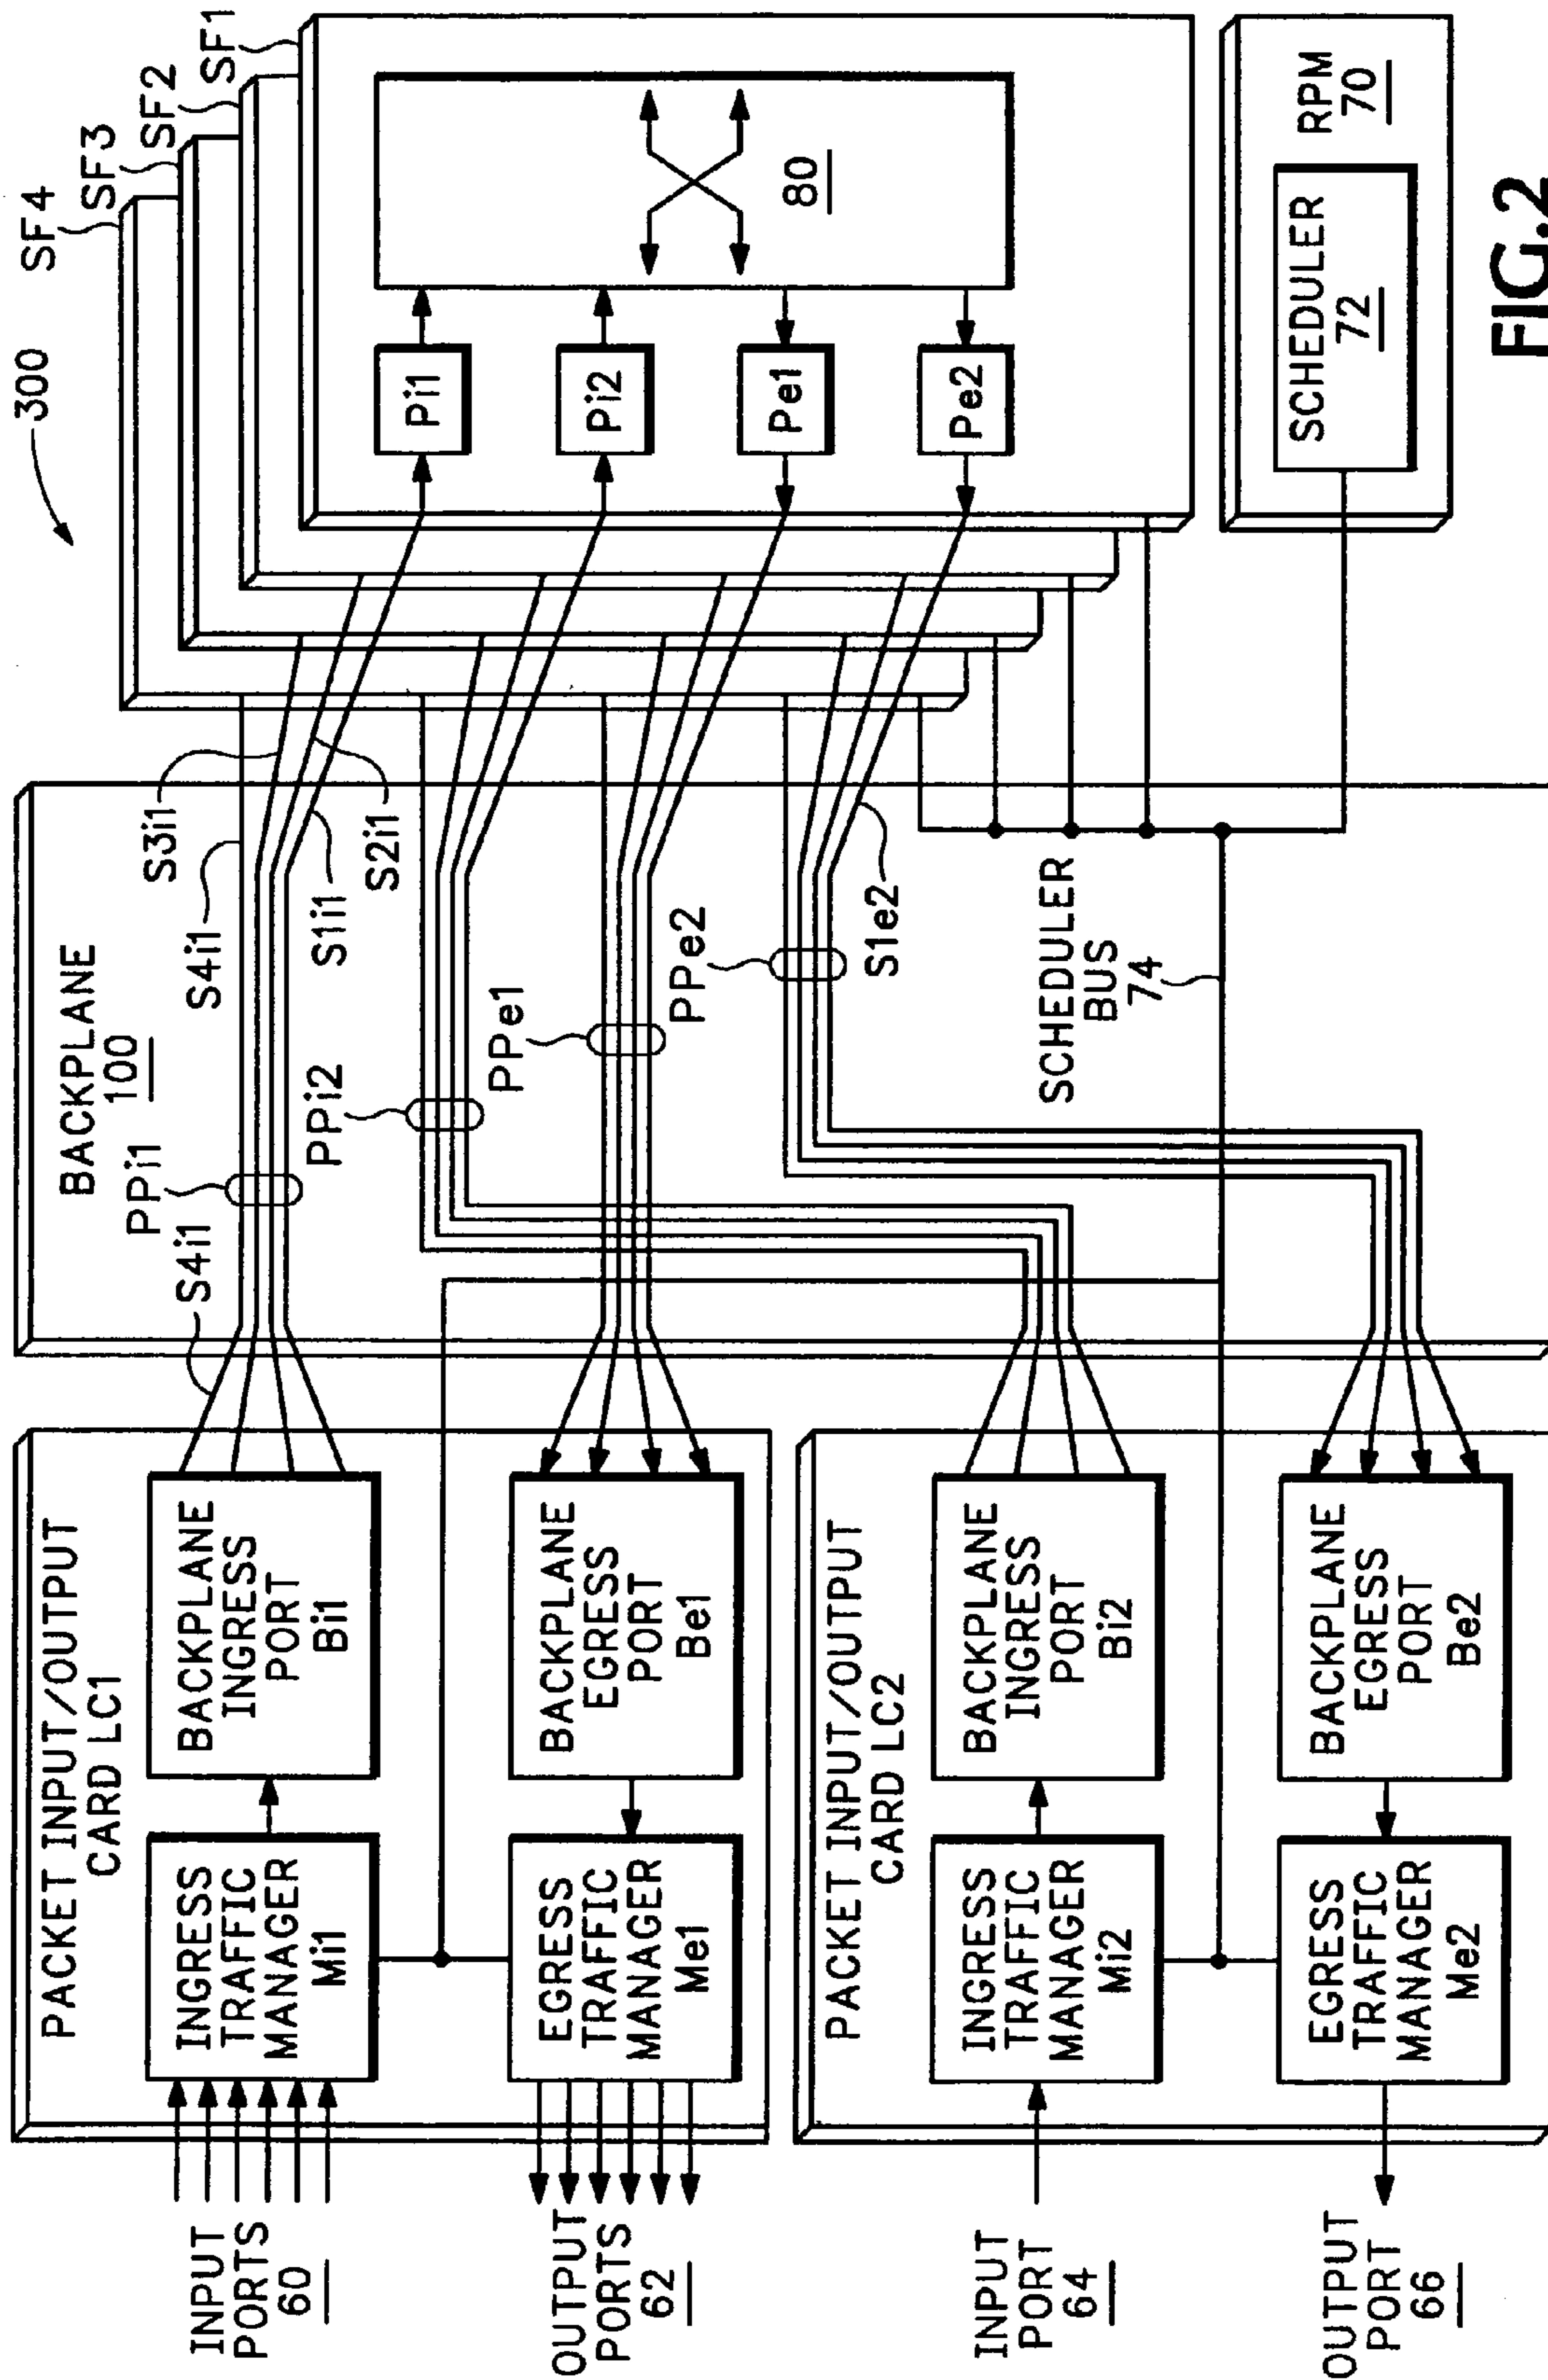 300
SF4
SF3
SF2
SF1
BACKPLANE
100
S4i1
PPi1
PPi2
PPe1
PPe2
S4i1
S3i1
S1i1
S2i1
S1e2
Pi1
Pi2
Pe1
Pe2
80
SCHEDULER
BUS
74
RPM
70
SCHEDULER
72
PACKET INPUT/OUTPUT
CARD LC1
INGRESS
TRAFFIC
MANAGER
Mi1
BACKPLANE
INGRESS
PORT
Bi1
EGRESS
TRAFFIC
MANAGER
Me1
BACKPLANE
EGRESS
PORT
Be1
INPUT
PORTS
60
OUTPUT
PORTS
62
PACKET INPUT/OUTPUT
CARD LC2
INGRESS
TRAFFIC
MANAGER
Mi2
BACKPLANE
INGRESS
PORT
Bi2
EGRESS
TRAFFIC
MANAGER
Me2
BACKPLANE
EGRESS
PORT
Be2
INPUT
PORT
64
OUTPUT
PORT
66
FIG.2